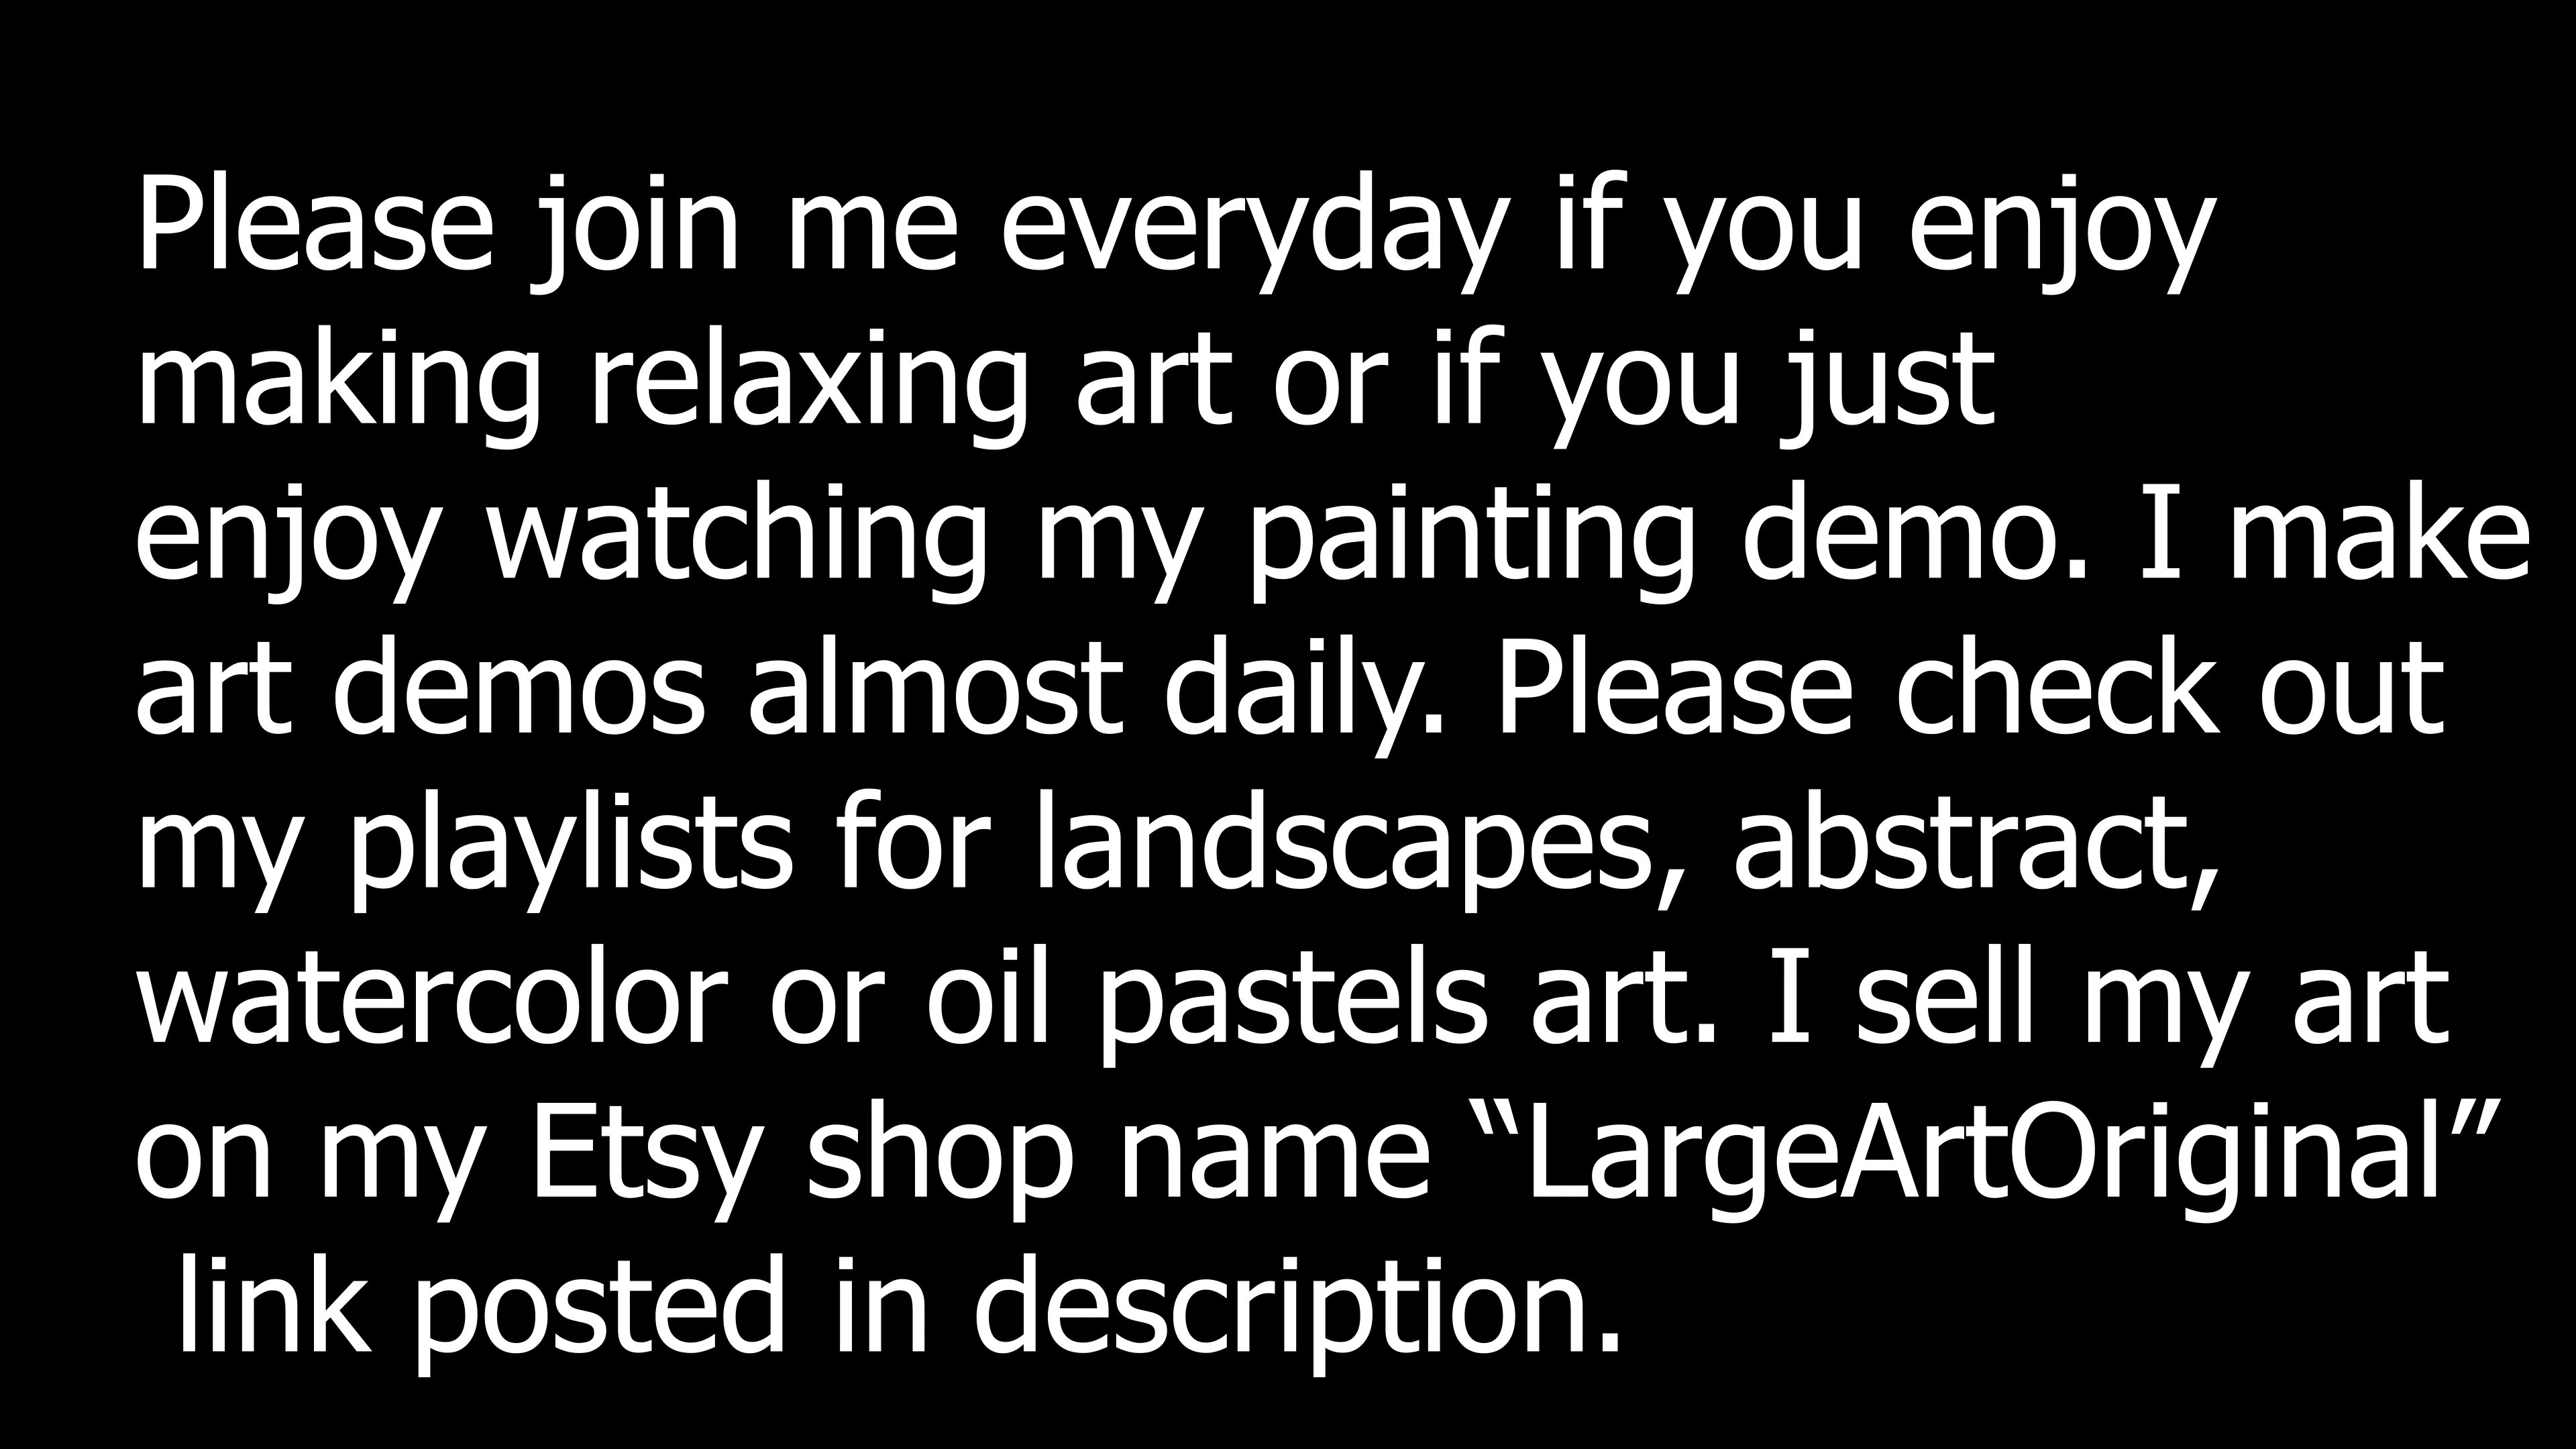 Please join me everyday if you enjoy
making relaxing art or if you just
enjoy watching my painting demo. I make
art demos almost daily. Please check out
my playlists for landscapes, abstract,
watercolor or oil pastels art. I sell my art
on my Etsy shop name “LargeArtOriginal”
link posted in description.